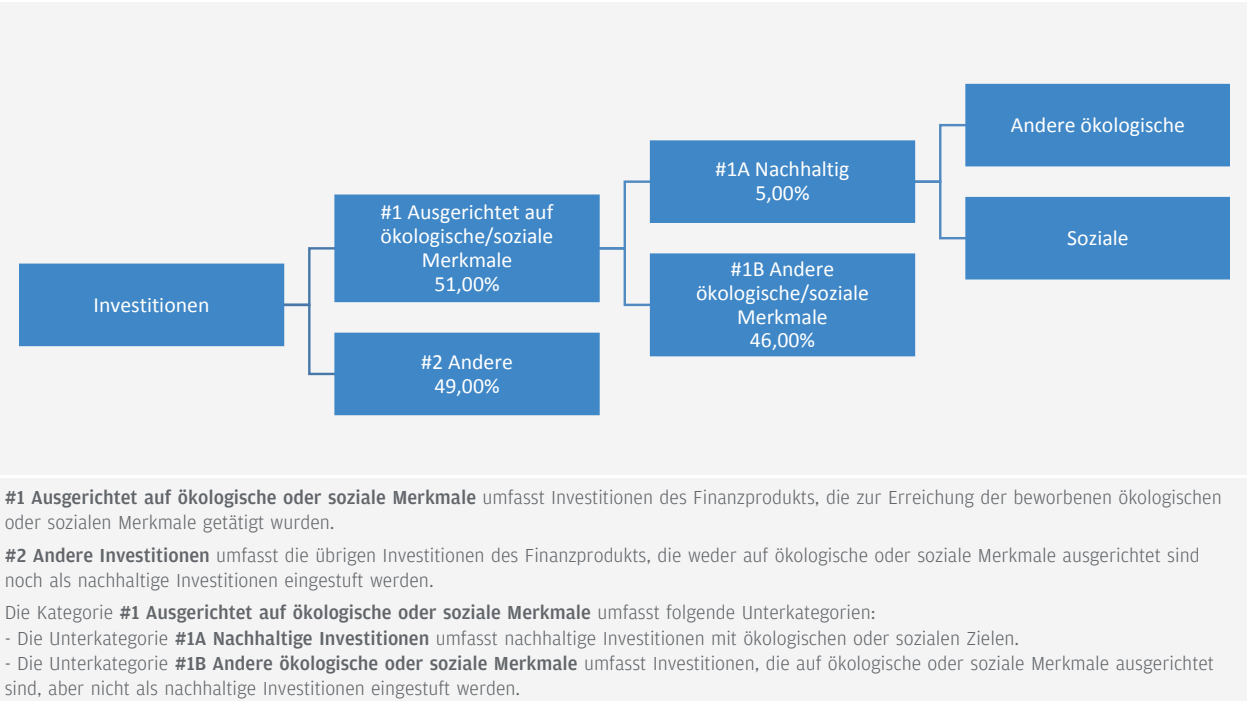 Investitionen
#1 Ausgerichtet auf
ökologische/soziale
Merkmale
51,00%
#2 Andere
49,00%
#1A Nachhaltig
5,00%
#1B Andere
ökologische/soziale
Merkmale
46,00%
Andere ökologische
Soziale
#1 Ausgerichtet auf ökologische oder soziale Merkmale umfasst Investitionen des Finanzprodukts, die zur Erreichung der beworbenen ökologischen
oder sozialen Merkmale getätigt wurden.
#2 Andere Investitionen umfasst die übrigen Investitionen des Finanzprodukts, die weder auf ökologische oder soziale Merkmale ausgerichtet sind
noch als nachhaltige Investitionen eingestuft werden.
Die Kategorie #1 Ausgerichtet auf ökologische oder soziale Merkmale umfasst folgende Unterkategorien:
- Die Unterkategorie #1A Nachhaltige Investitionen umfasst nachhaltige Investitionen mit ökologischen oder sozialen Zielen.
- Die Unterkategorie #1B Andere ökologische oder soziale Merkmale umfasst Investitionen, die auf ökologische oder soziale Merkmale ausgerichtet
sind, aber nicht als nachhaltige Investitionen eingestuft werden.